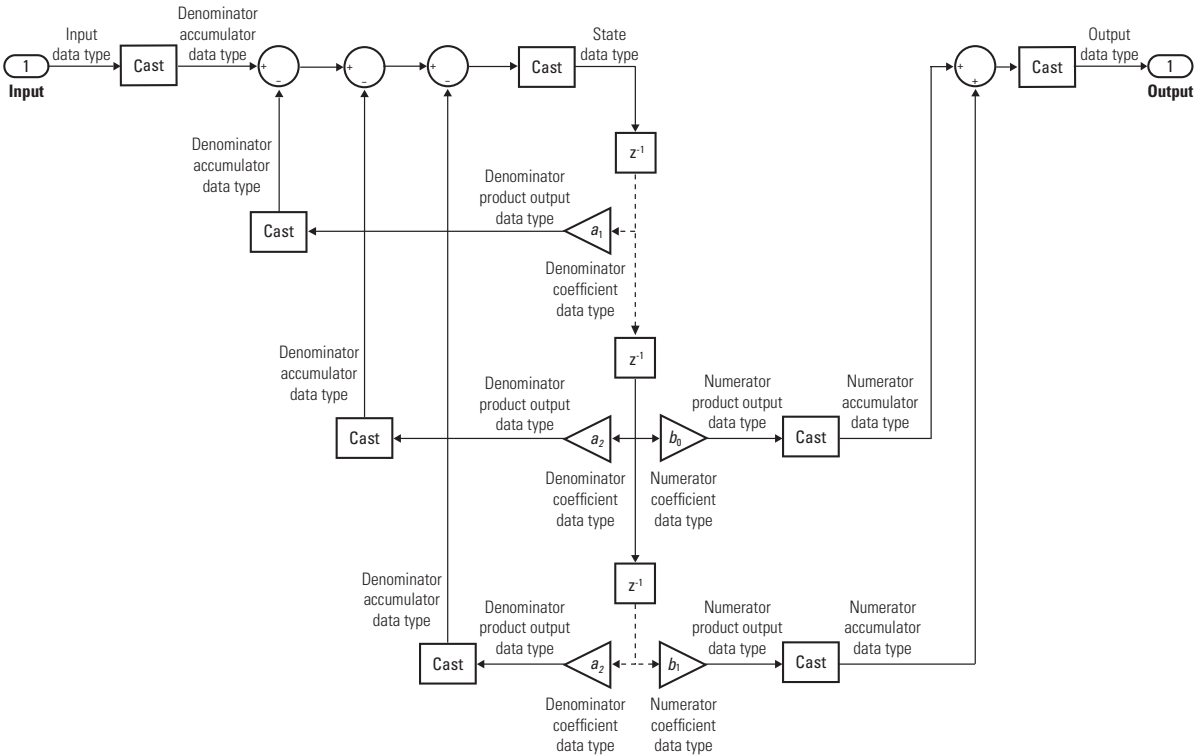 Denominator
accumulator
data type
Input
data type
State
data type
Output
data type
1
Cast
Cast
Cast
1
Input
Output
+
−
+
−
+
−
+
+
z-1
Denominator
accumulator
data type
Denominator
product output
data type
Cast
a1
Denominator
coefficient
data type
z-1
Denominator
accumulator
data type
Denominator
product output
data type
Numerator
product output
data type
Numerator
accumulator
data type
Cast
a2
b0
Cast
Denominator
coefficient
data type
Numerator
coefficient
data type
z-1
Denominator
accumulator
data type
Denominator
product output
data type
Numerator
product output
data type
Numerator
accumulator
data type
Cast
a2
b1
Cast
Denominator
coefficient
data type
Numerator
coefficient
data type